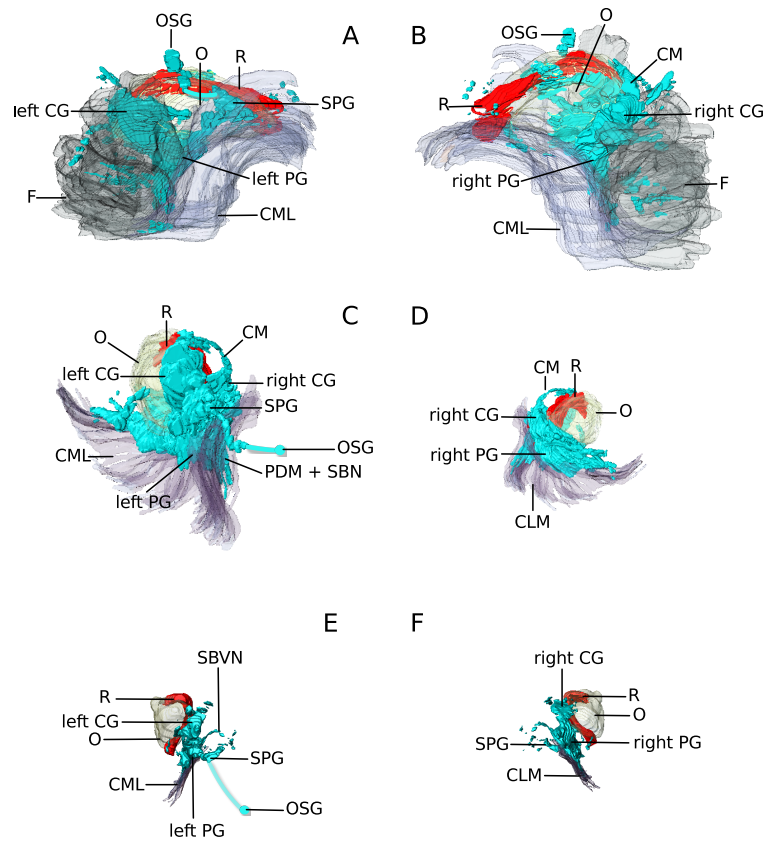 OSG
O
R
A
SPG
left CG
left PG
F
CML
B
O
OSG
CM
R
right CG
right PG
F
CML
C
R
O
CM
left CG
right CG
SPG
OSG
CML
PDM + SBN
left PG
D
CM
R
right CG
O
right PG
CLM
E
SBVN
R
left CG
O
SPG
CML
OSG
left PG
F
right CG
R
O
SPG
right PG
CLM